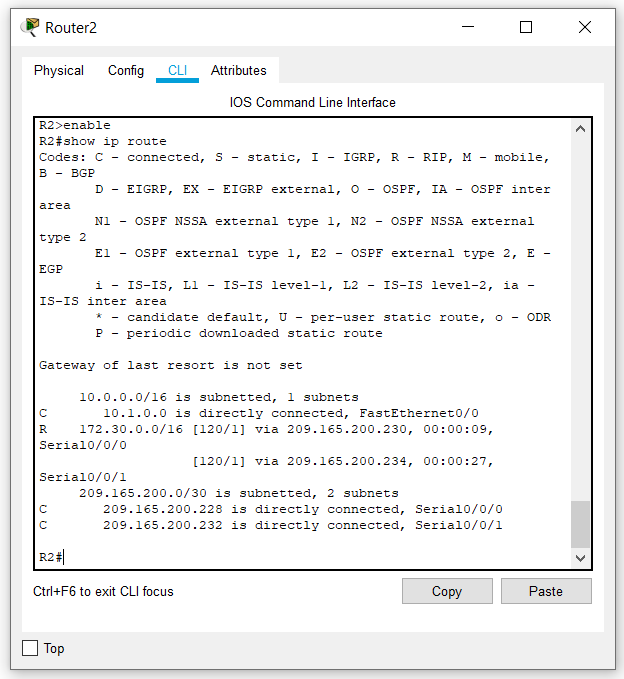 Router2
Physical Config CLI Attributes
IOS Command Line Interface
R2>enable
R2#show ip route
Codes: C - connected, S - static, I - IGRP, R - RIP, M - mobile,
B - BGP
       D - EIGRP, EX - EIGRP external, O - OSPF, IA - OSPF inter
area
       N1 - OSPF NSSA external type 1, N2 - OSPF NSSA external
type 2
       E1 - OSPF external type 1, E2 - OSPF external type 2, E -
EGP
       i - IS-IS, L1 - IS-IS level-1, L2 - IS-IS level-2, ia -
IS-IS inter area
       * - candidate default, U - per-user static route, o - ODR
       P - periodic downloaded static route
Gateway of last resort is not set
     10.0.0.0/16 is subnetted, 1 subnets
C       10.1.0.0 is directly connected, FastEthernet0/0
R    172.30.0.0/16 [120/1] via 209.165.200.230, 00:00:09,
Serial0/0/0
                   [120/1] via 209.165.200.234, 00:00:27,
Serial0/0/1
     209.165.200.0/30 is subnetted, 2 subnets
C       209.165.200.228 is directly connected, Serial0/0/0
C       209.165.200.232 is directly connected, Serial0/0/1
R2#
Ctrl+F6 to exit CLI focus
Copy Paste
Top